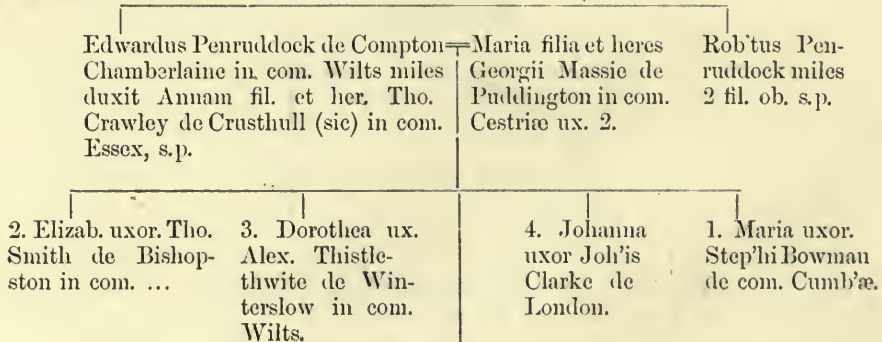 Edwardus Penruddock de Compton
Chamberlaine in com. Wilts miles
duxit Annam fil. et her. Tho.
Crawley de Crusthull (sic) in com.
Essex, s.p.
Maria filia et heres
Georgii Massie de
Puddington in com.
Cestriæ ux. 2.
Rob'tus Pen-
ruddock miles
2 fil. ob. s.p.
2. Elizab. uxor. Tho.
Smith de Bishop-
ston in com. ...
3. Dorothea ux.
Alex. Thistle-
thwite de Win-
terslow in com.
Wilts.
4. Johanna
uxor Joh'is
Clarke de
London.
1. Maria uxor.
Step'hi Bowman
de com. Cumb'æ.